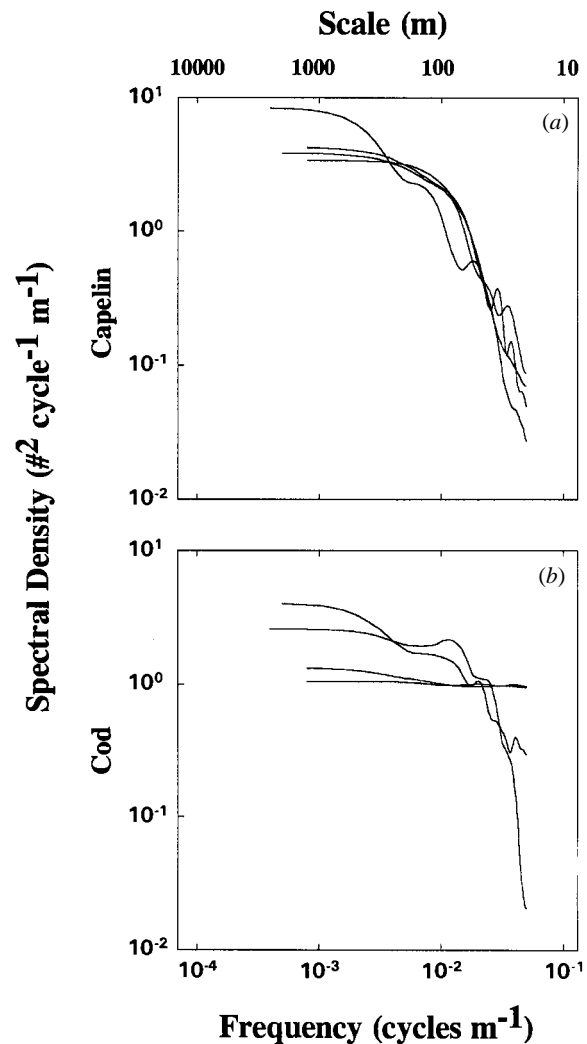 Scale (m)
10000 1000 100 10
(a)
10^1
10^0
10^-1
10^-2
Capelin
Spectral Density (#^2 cycle^-1 m^-1)
(b)
10^1
10^0
10^-1
10^-2
Cod
10^-4 10^-3 10^-2 10^-1
Frequency (cycles m^-1)